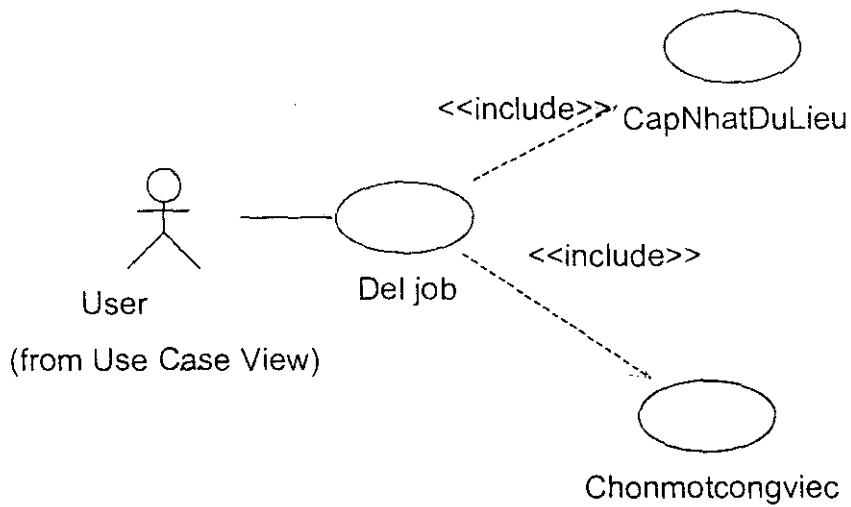 <<include>>
CapNhatDuLieu
<<include>>
Del job
User
(from Use Case View)
Chonmotcongviec